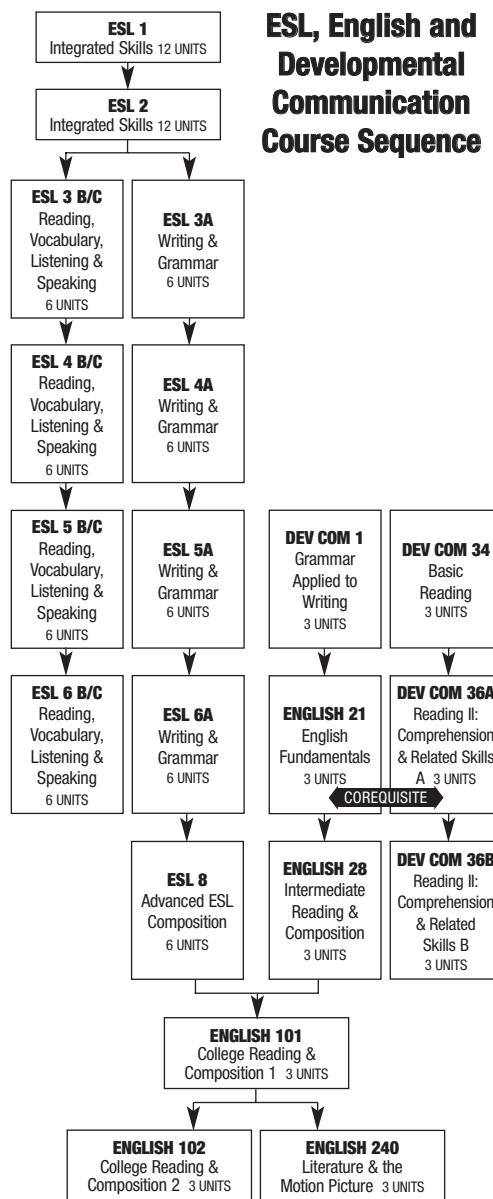 ESL, English and
Developmental
Communication
Course Sequence
ESL 1
Integrated Skills 12 UNITS
ESL 2
Integrated Skills 12 UNITS
ESL 3 B/C
Reading,
Vocabulary,
Listening &
Speaking
6 UNITS
ESL 3A
Writing &
Grammar
6 UNITS
ESL 4 B/C
Reading,
Vocabulary,
Listening &
Speaking
6 UNITS
ESL 4A
Writing &
Grammar
6 UNITS
ESL 5 B/C
Reading,
Vocabulary,
Listening &
Speaking
6 UNITS
ESL 5A
Writing &
Grammar
6 UNITS
DEV COM 1
Grammar
Applied to
Writing
3 UNITS
DEV COM 34
Basic
Reading
3 UNITS
ESL 6 B/C
Reading,
Vocabulary,
Listening &
Speaking
6 UNITS
ESL 6A
Writing &
Grammar
6 UNITS
ENGLISH 21
English
Fundamentals
3 UNITS
DEV COM 36A
Reading II:
Comprehension
& Related Skills
A 3 UNITS
COREQUISITE
ESL 8
Advanced ESL
Composition
6 UNITS
ENGLISH 28
Intermediate
Reading &
Composition
3 UNITS
DEV COM 36B
Reading II:
Comprehension
& Related
Skills B
3 UNITS
ENGLISH 101
College Reading &
Composition 1 3 UNITS
ENGLISH 102
College Reading &
Composition 2 3 UNITS
ENGLISH 240
Literature & the
Motion Picture 3 UNITS